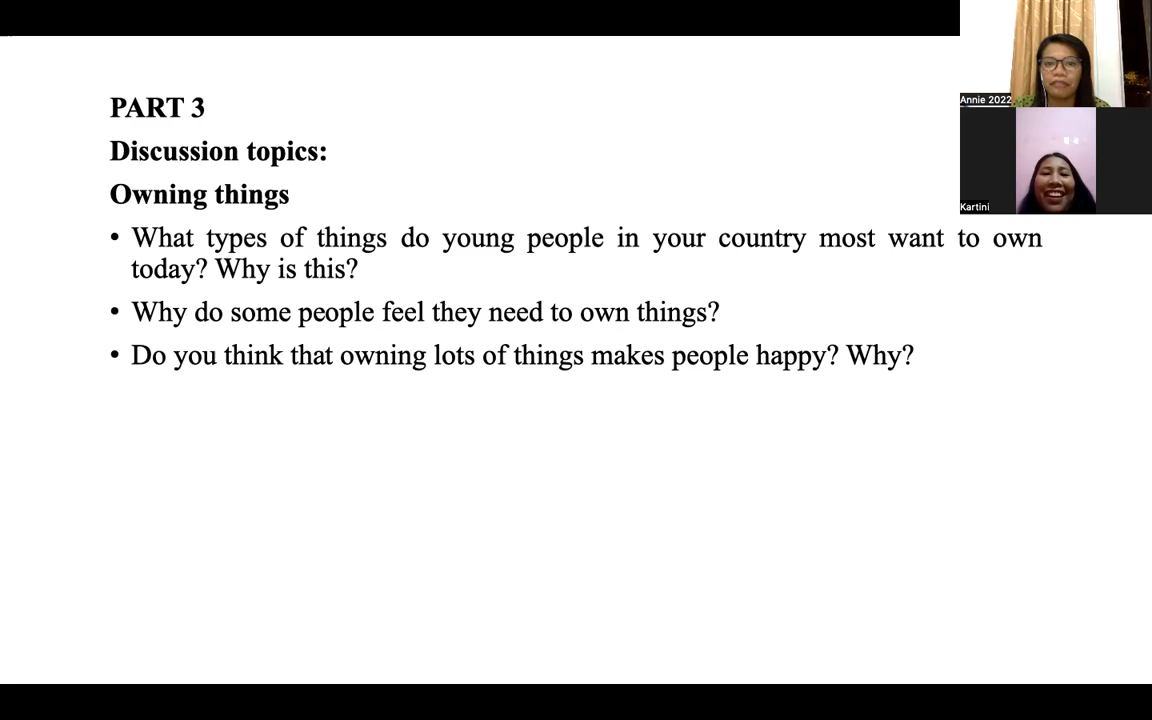 PART 3
Discussion topics:
Owning things
• What types of things do young people in your country most want to own
today? Why is this?
• Why do some people feel they need to own things?
• Do you think that owning lots of things makes people happy? Why?
Annie 2022
Kartini